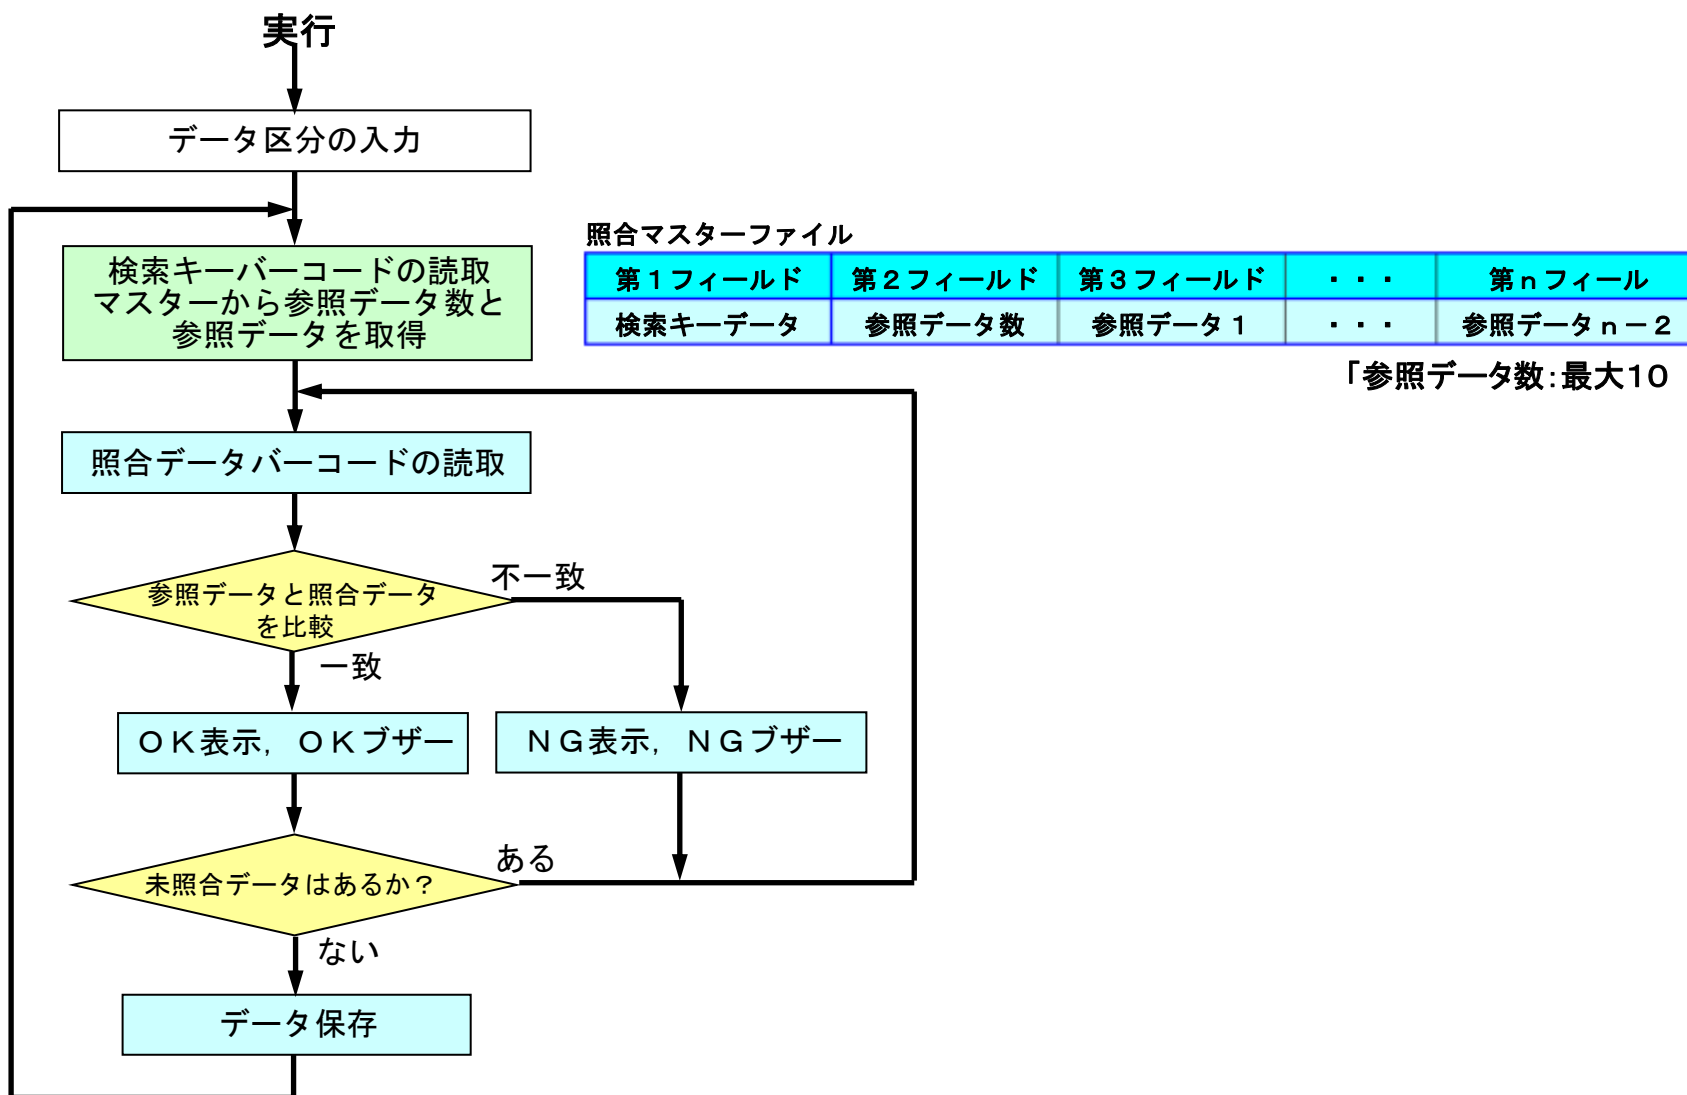 実行
データ区分の入力
検索キーバーコードの読取
マスターから参照データ数と
参照データを取得
照合マスターファイル
第１フィールド 第２フィールド 第３フィールド ・・・ 第ｎフィール
検索キーデータ 参照データ数 参照データ１ ・・・ 参照データｎ－２
「参照データ数：最大10
照合データバーコードの読取
参照データと照合データ
を比較
不一致
一致
ＯＫ表示，ＯＫブザー
ＮＧ表示，ＮＧブザー
未照合データはあるか？
ある
ない
データ保存